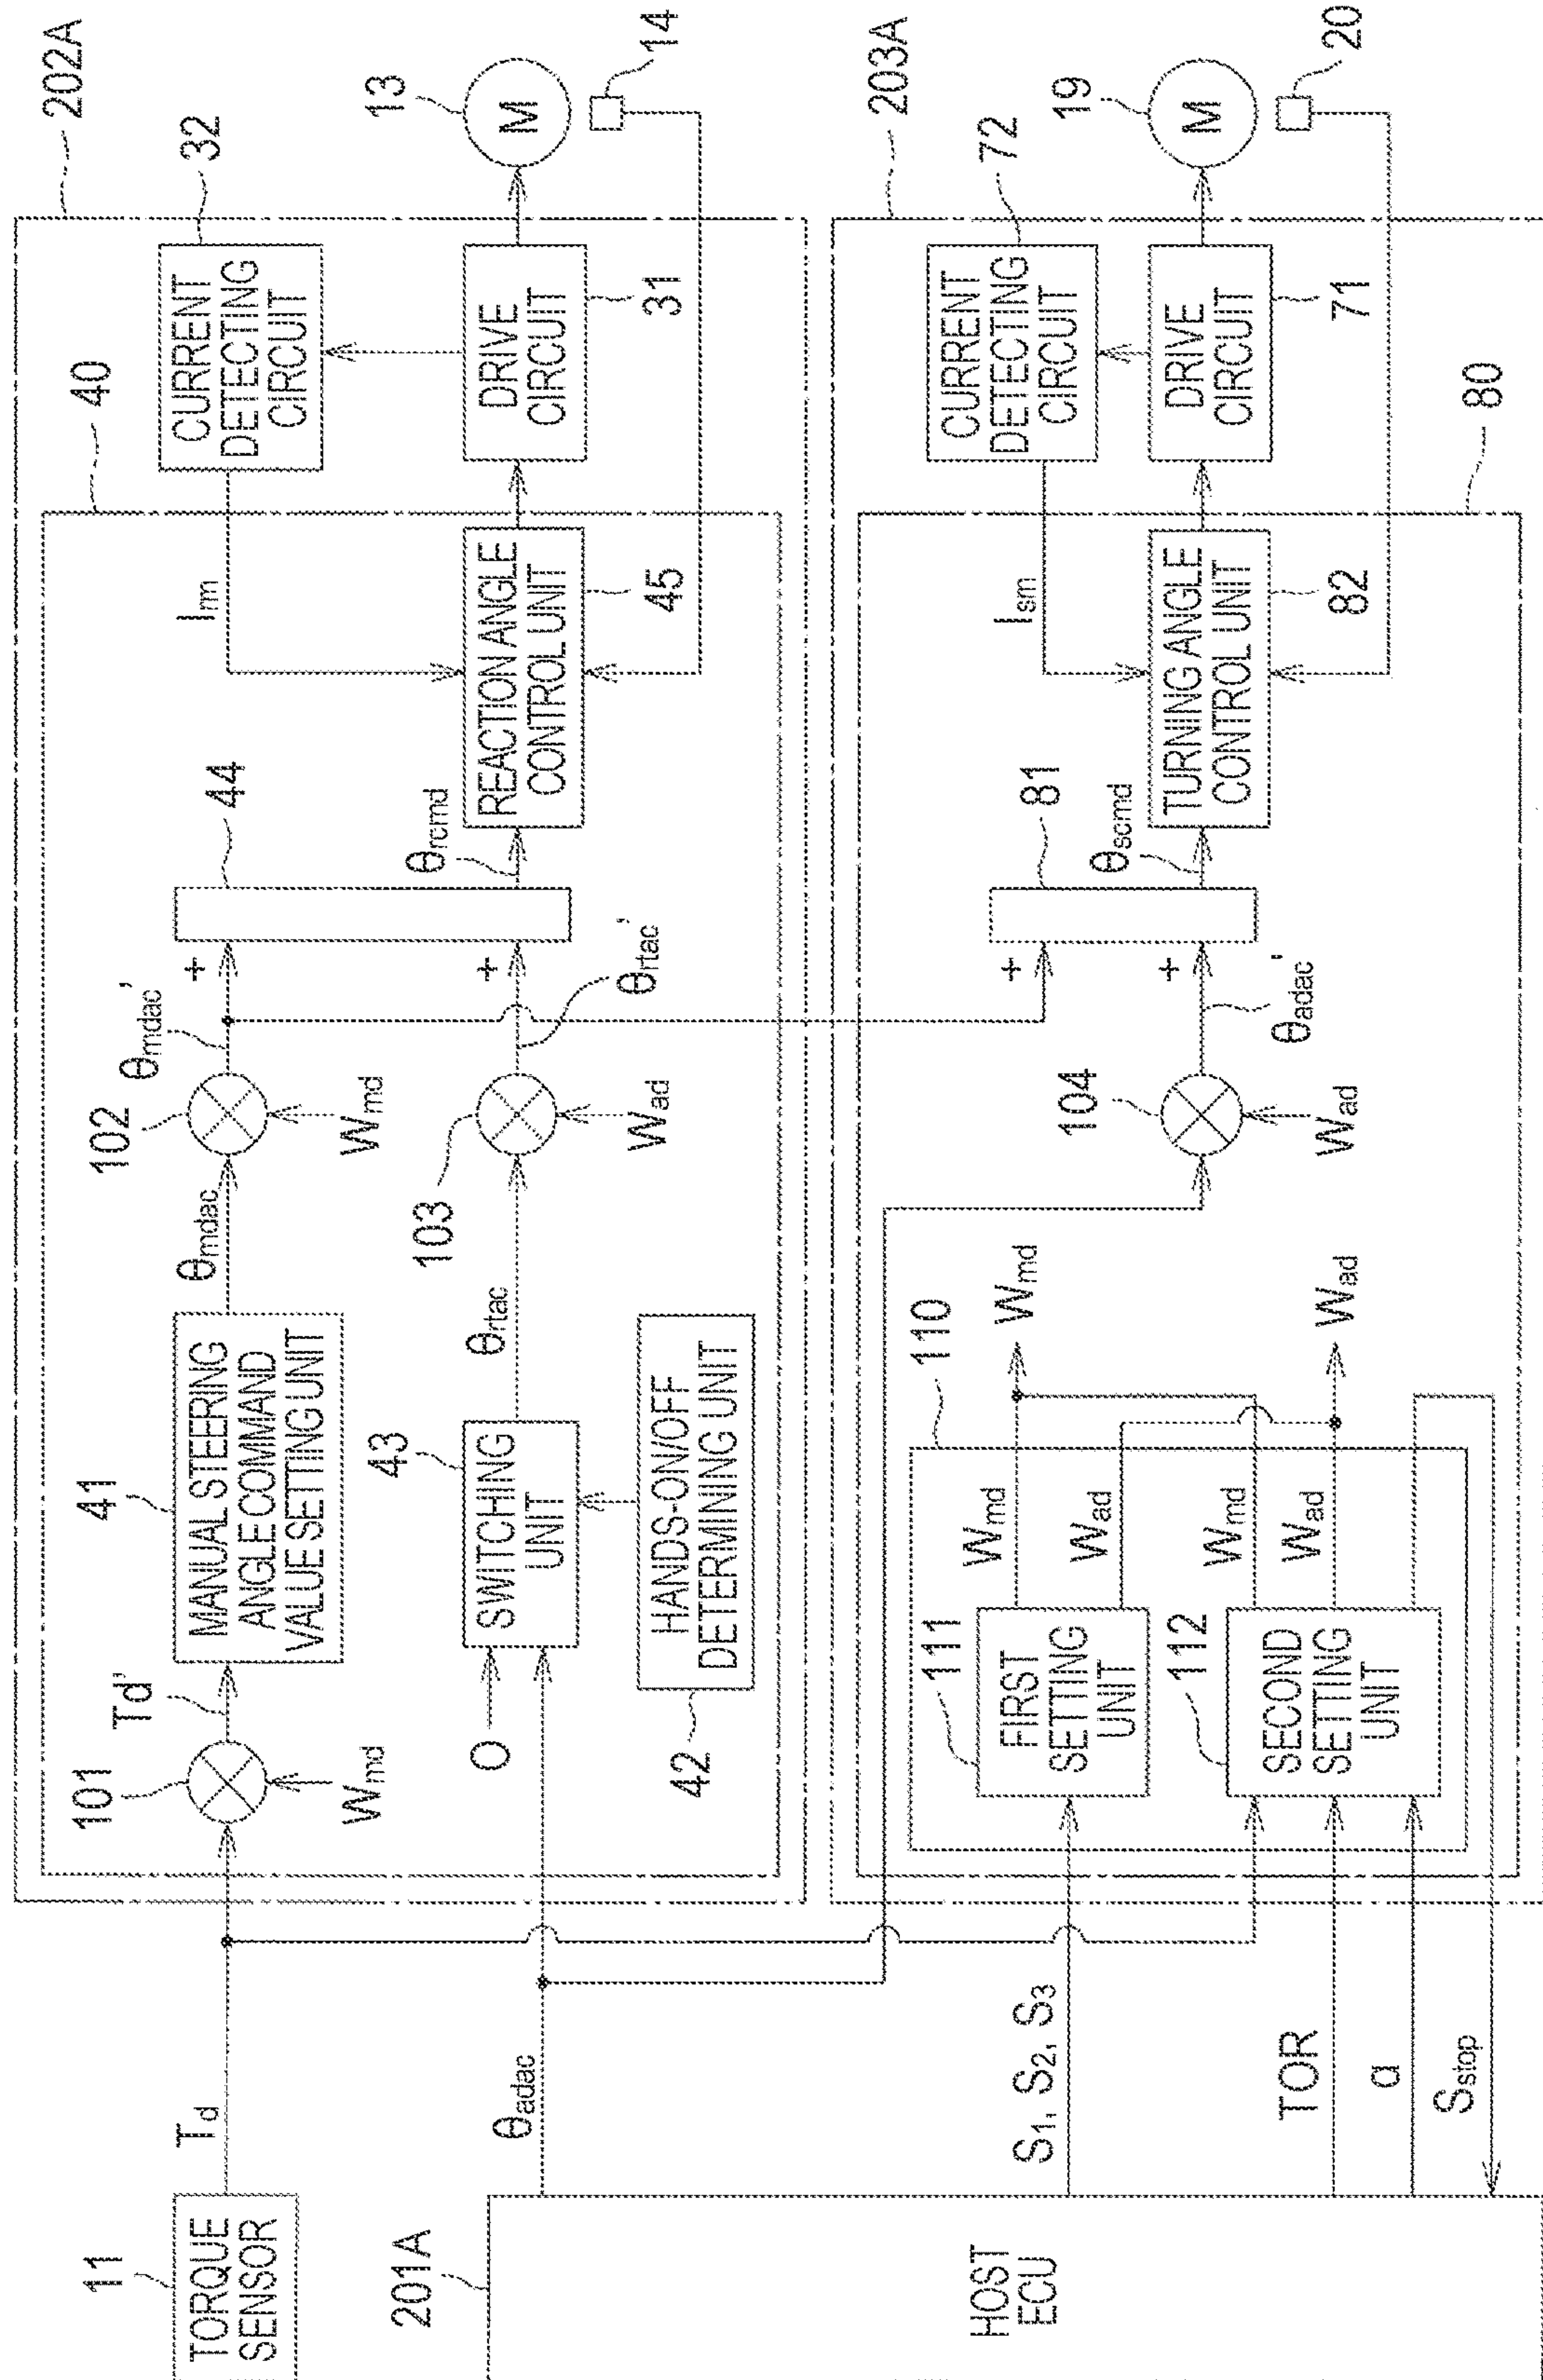 11
TORQUE
SENSOR
Td
201A
HOST
ECU
θadac
S1, S2, S3
TOR
α
Sstop
202A
40
101
Wmd
Td'
41
MANUAL STEERING
ANGLE COMMAND
VALUE SETTING UNIT
θmdac
102
Wmd
θmdac'
+
O
43
SWITCHING
UNIT
42
HANDS-ON/OFF
DETERMINING UNIT
θrtac
103
Wad
θrtac'
+
44
θrcmd
REACTION ANGLE
CONTROL UNIT
45
Irm
32
CURRENT
DETECTING
CIRCUIT
DRIVE
CIRCUIT
31
13
M
14
203A
80
110
111
FIRST
SETTING
UNIT
Wmd
Wad
112
SECOND
SETTING
UNIT
Wmd
Wad
Wmd
Wad
104
Wad
θadac'
+
+
81
θscmd
TURNING ANGLE
CONTROL UNIT
82
Ism
72
CURRENT
DETECTING
CIRCUIT
DRIVE
CIRCUIT
71
19
M
20